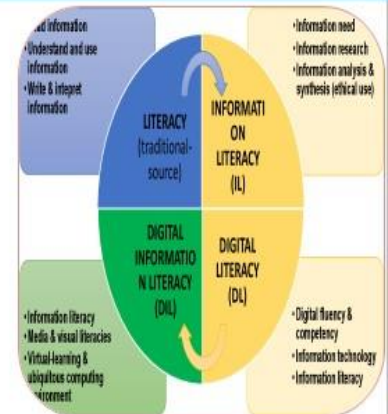 information
• Understand and use
information
• Write & intepret
information
• Information need
• Information research
• Information analysis &
synthesis (ethical use)
LITERACY
(traditional-
source)
INFORMATI
ON
LITERACY
(IL)
DIGITAL
INFORMATIO
N LITERACY
(DIL)
DIGITAL
LITERACY
(DL)
• Information literacy
• Media & visual literacies
• Virtual-learning &
ubiquitous computing
environment
• Digital fluency &
competency
• Information technology
• Information literacy